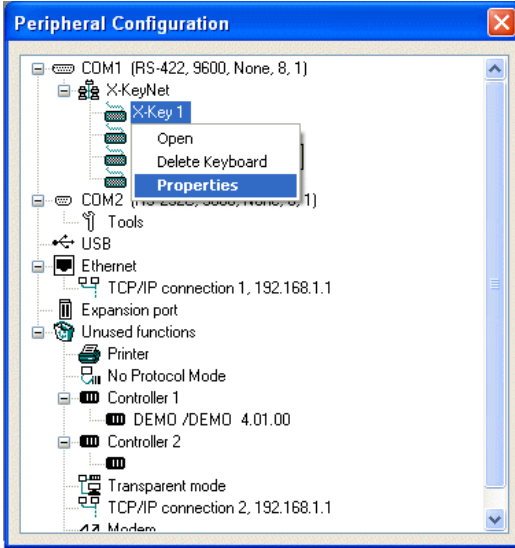 Peripheral Configuration
COM1 (RS-422, 9600, None, 8, 1)
X-KeyNet
X-Key 1
Open
Delete Keyboard
Properties
COM2 1)
Tools
USB
Ethernet
TCP/IP connection 1, 192.168.1.1
Expansion port
Unused functions
Printer
No Protocol Mode
Controller 1
DEMO /DEMO 4.01.00
Controller 2
Transparent mode
TCP/IP connection 2, 192.168.1.1
Modem